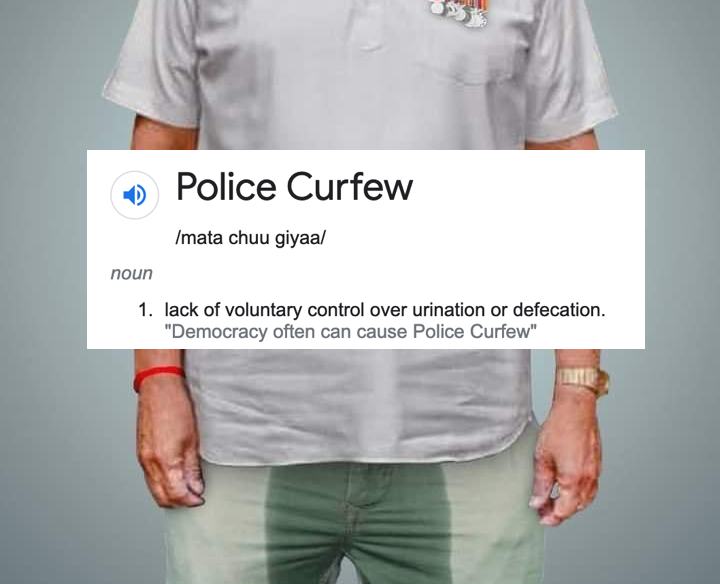 Police Curfew
/mata chuu giyaa/
noun
1. lack of voluntary control over urination or defecation.
"Democracy often can cause Police Curfew"